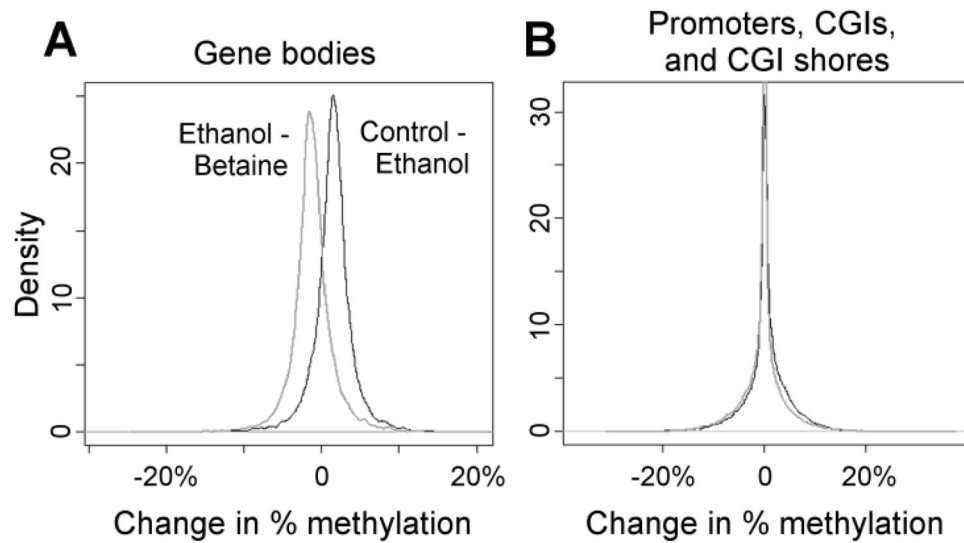 A
Gene bodies
Ethanol -
Betaine
Control -
Ethanol
Density
20
10
0
-20%
0
20%
Change in % methylation
B
Promoters, CGIs,
and CGI shores
30
20
10
0
-20%
0
20%
Change in % methylation